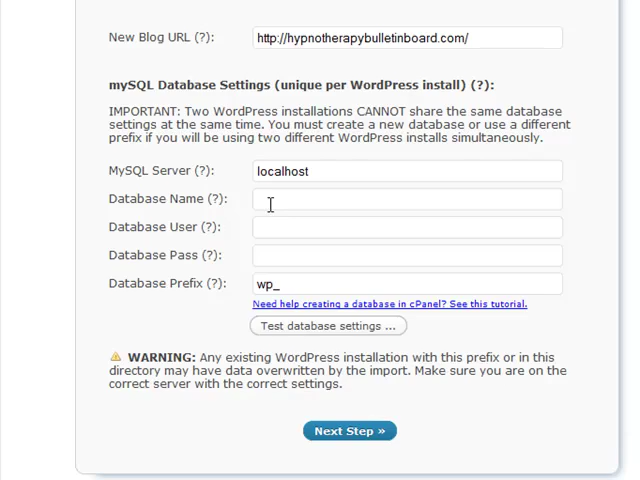 New Blog URL (?): http://hypnotherapybulletinboard.com/
mySQL Database Settings (unique per WordPress install) (?):
IMPORTANT: Two WordPress installations CANNOT share the same database
settings at the same time. You must create a new database or use a different
prefix if you will be using two different WordPress installs simultaneously.
MySQL Server (?): localhost
Database Name (?):
Database User (?):
Database Pass (?):
Database Prefix (?): wp_
Need help creating a database in cPanel? See this tutorial.
Test database settings ...
WARNING: Any existing WordPress installation with this prefix or in this
directory may have data overwritten by the import. Make sure you are on the
correct server with the correct settings.
Next Step »